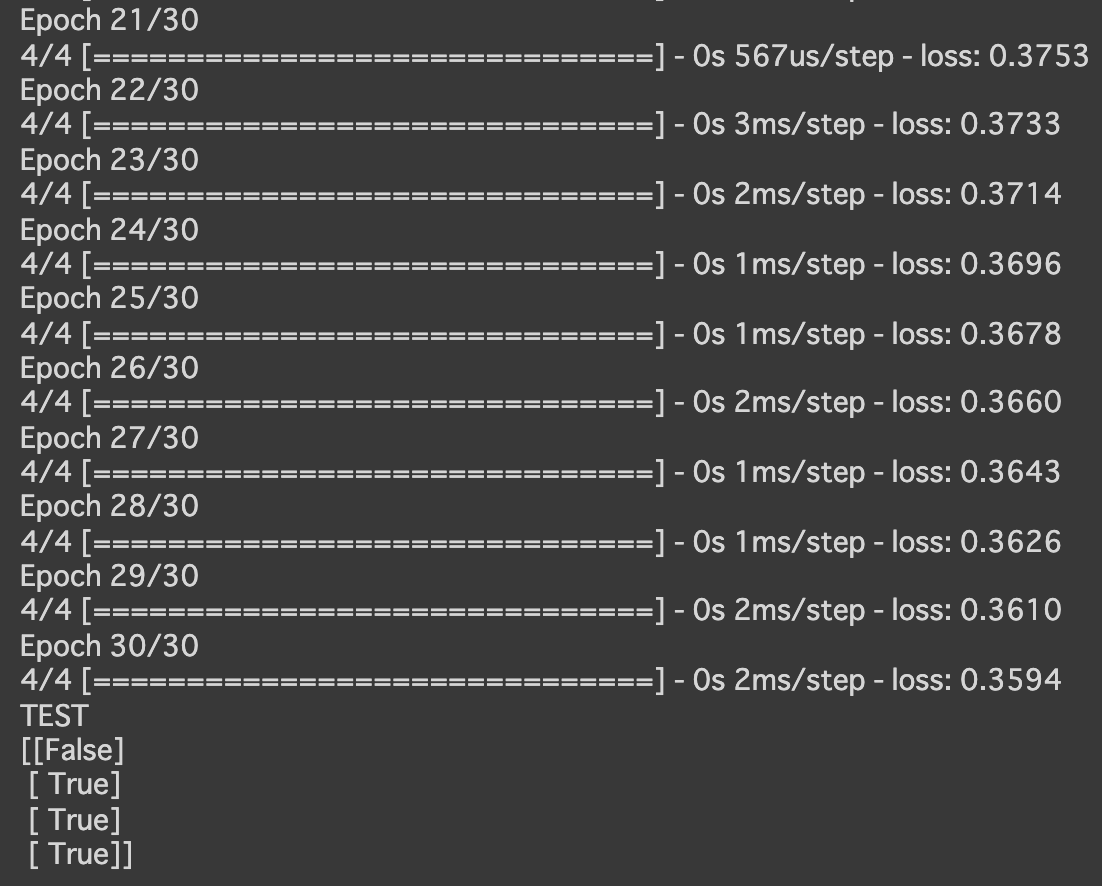 Epoch 21/30
4/4 [==============================] - 0s 567us/step - loss: 0.3753
Epoch 22/30
4/4 [==============================] - 0s 3ms/step - loss: 0.3733
Epoch 23/30
4/4 [==============================] - 0s 2ms/step - loss: 0.3714
Epoch 24/30
4/4 [==============================] - 0s 1ms/step - loss: 0.3696
Epoch 25/30
4/4 [==============================] - 0s 1ms/step - loss: 0.3678
Epoch 26/30
4/4 [==============================] - 0s 2ms/step - loss: 0.3660
Epoch 27/30
4/4 [==============================] - 0s 1ms/step - loss: 0.3643
Epoch 28/30
4/4 [==============================] - 0s 1ms/step - loss: 0.3626
Epoch 29/30
4/4 [==============================] - 0s 2ms/step - loss: 0.3610
Epoch 30/30
4/4 [==============================] - 0s 2ms/step - loss: 0.3594
TEST
[[False]
 [ True]
 [ True]
 [ True]]